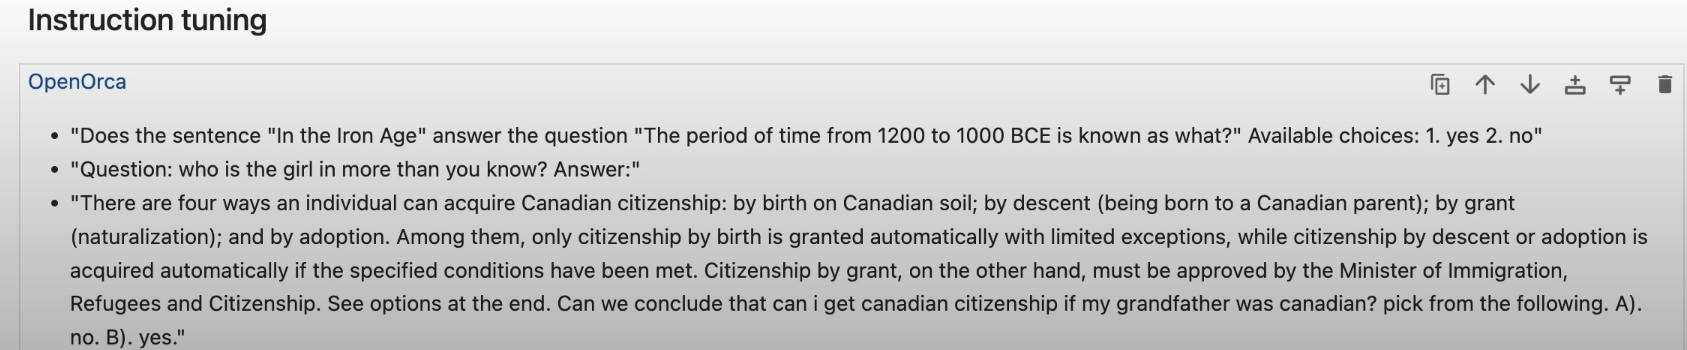 Instruction tuning
OpenOrca
• "Does the sentence "In the Iron Age" answer the question "The period of time from 1200 to 1000 BCE is known as what?" Available choices: 1. yes 2. no"
• "Question: who is the girl in more than you know? Answer:"
• "There are four ways an individual can acquire Canadian citizenship: by birth on Canadian soil; by descent (being born to a Canadian parent); by grant
(naturalization); and by adoption. Among them, only citizenship by birth is granted automatically with limited exceptions, while citizenship by descent or adoption is
acquired automatically if the specified conditions have been met. Citizenship by grant, on the other hand, must be approved by the Minister of Immigration,
Refugees and Citizenship. See options at the end. Can we conclude that can i get canadian citizenship if my grandfather was canadian? pick from the following. A).
no. B). yes."